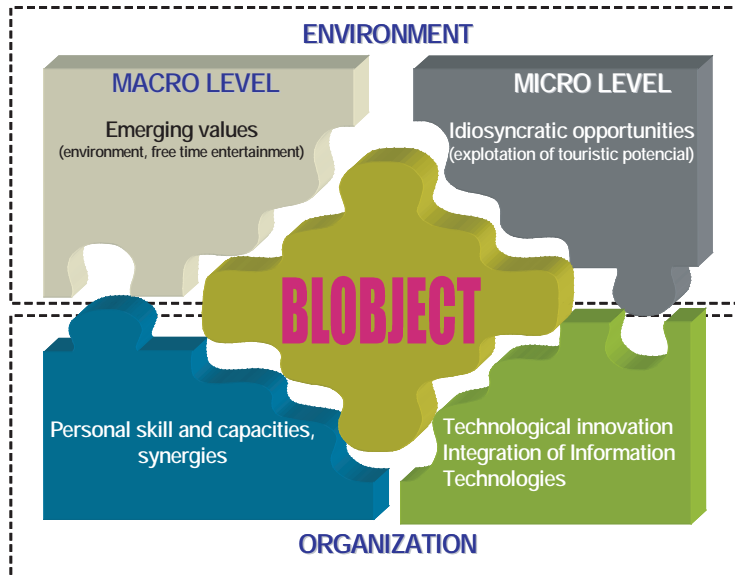 ENVIRONMENT
MACRO LEVEL
Emerging values
(environment, free time entertainment)
MICRO LEVEL
Idiosyncratic opportunities
(explotation of touristic potencial)
BLOBJECT
Personal skill and capacities,
synergies
Technological innovation
Integration of Information
Technologies
ORGANIZATION